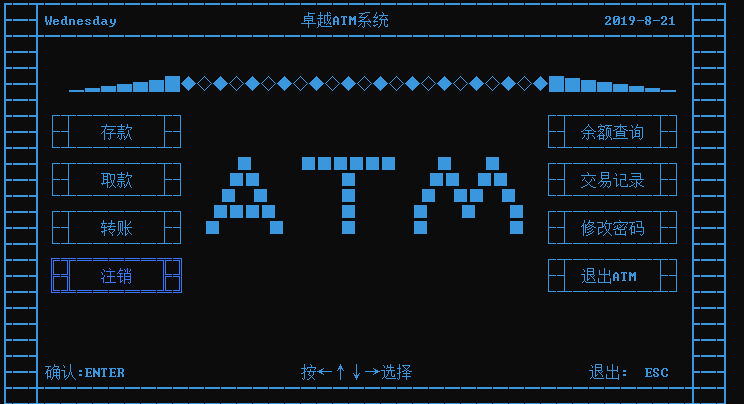 Wednesday 卓越ATM系统 2019-8-21
存款 余额查询
取款 交易记录
转账 修改密码
注销 退出ATM
ATM
确认:ENTER 按←↑↓→选择 退出: ESC